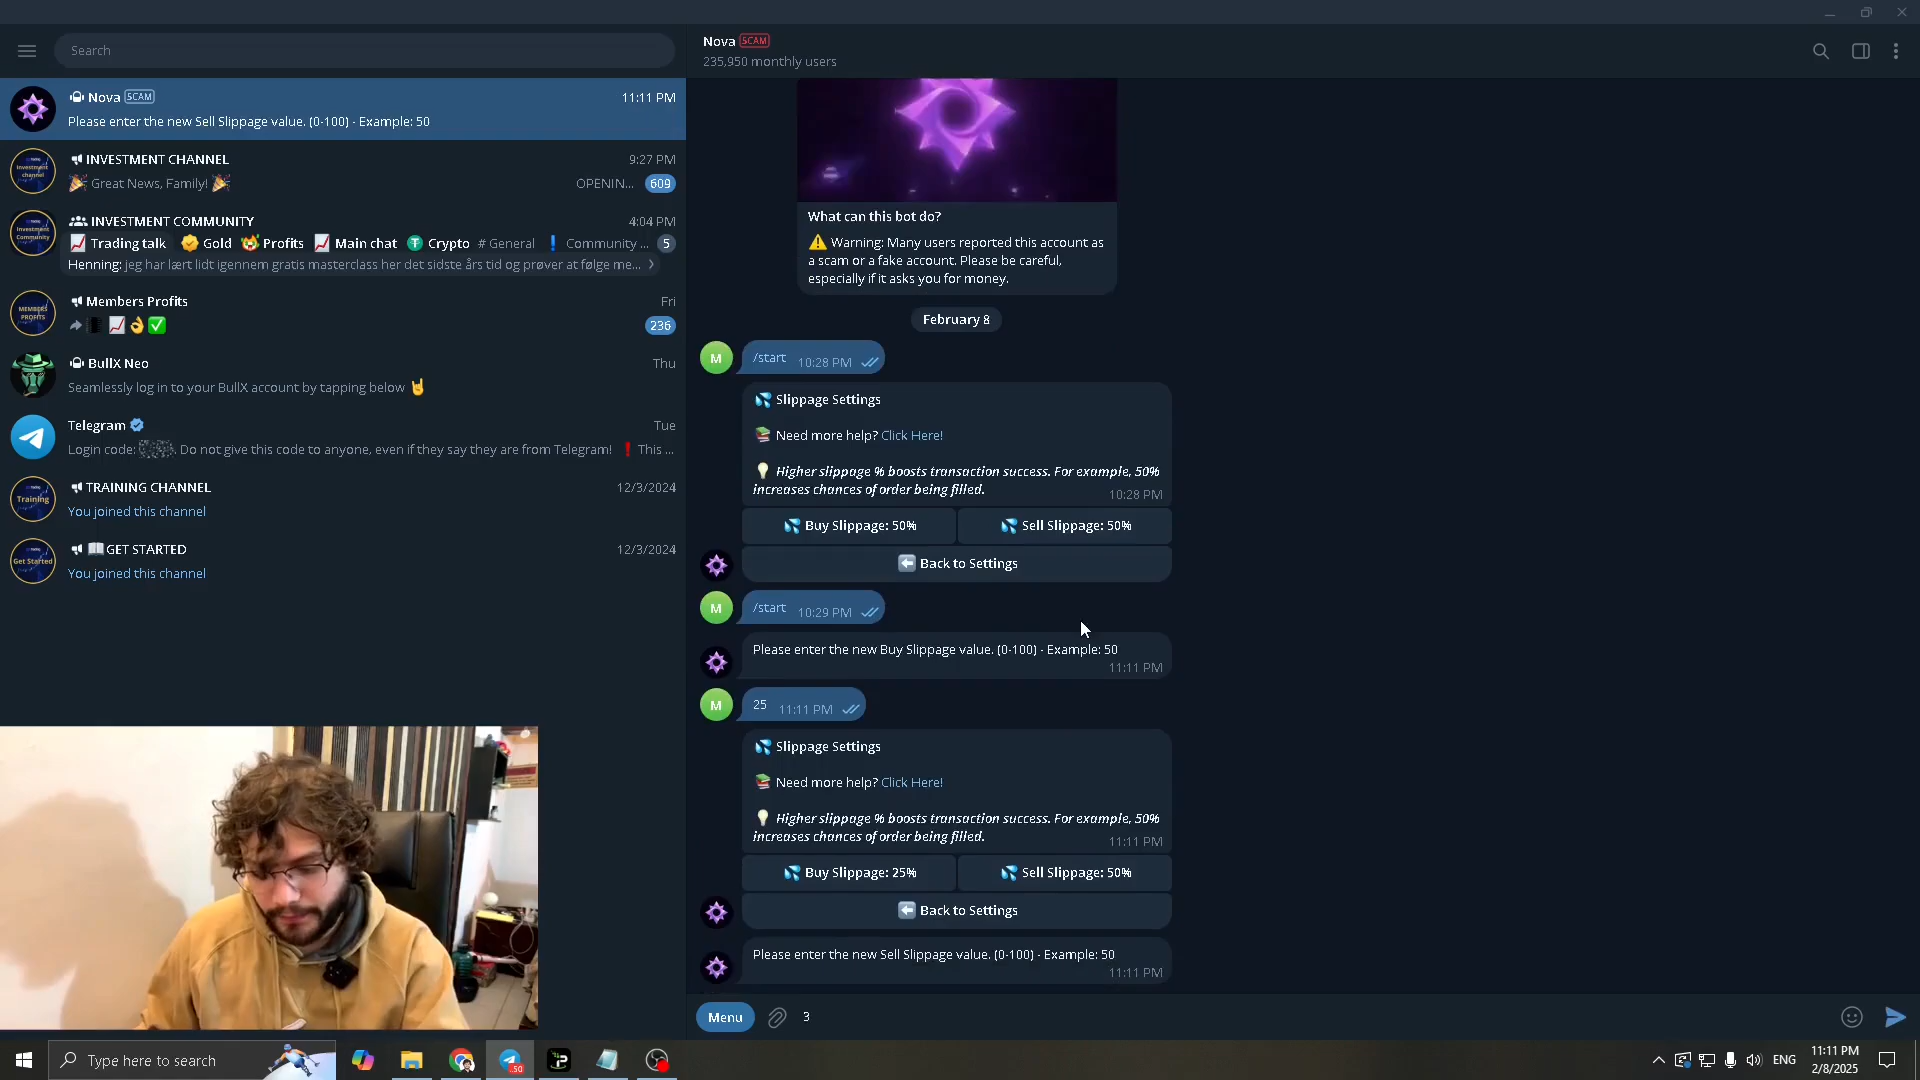 Search
Nova SCAM
11:11 PM
Please enter the new Sell Slippage value. (0-100) - Example: 50
INVESTMENT CHANNEL
9:27 PM
Great News, Family!
OPENIN...
609
INVESTMENT COMMUNITY
4:04 PM
Trading talk Gold Profits Main chat Crypto # General Community ... 5
Henning: jeg har lært lidt igennem gratis masterclass her det sidste års tid og prøver at følge me...
Members Profits
Fri
236
BullX Neo
Thu
Seamlessly log in to your BullX account by tapping below
Telegram
Tue
Login code: Do not give this code to anyone, even if they say they are from Telegram! This ...
TRAINING CHANNEL
12/3/2024
You joined this channel
GET STARTED
12/3/2024
You joined this channel
Investment channel
Investment Community
MEMBERS PROFITS
Training
Get Started
Nova SCAM
235,950 monthly users
What can this bot do?
Warning: Many users reported this account as
a scam or a fake account. Please be careful,
especially if it asks you for money.
February 8
M
/start 10:28 PM
Slippage Settings
Need more help? Click Here!
Higher slippage % boosts transaction success. For example, 50%
increases chances of order being filled.
10:28 PM
Buy Slippage: 50%
Sell Slippage: 50%
Back to Settings
M
/start 10:29 PM
Please enter the new Buy Slippage value. (0-100) - Example: 50
11:11 PM
M
25 11:11 PM
Slippage Settings
Need more help? Click Here!
Higher slippage % boosts transaction success. For example, 50%
increases chances of order being filled.
11:11 PM
Buy Slippage: 25%
Sell Slippage: 50%
Back to Settings
Please enter the new Sell Slippage value. (0-100) - Example: 50
11:11 PM
Menu
3
Type here to search
50
ENG
11:11 PM
2/8/2025